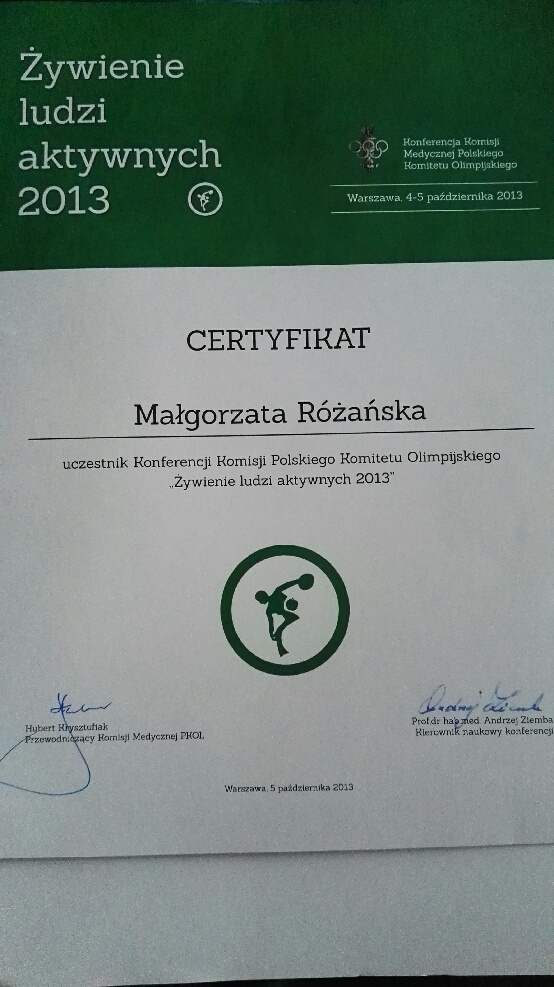 Żywienie
ludzi
aktywnych
2013
Konferencja Komisji
Medycznej Polskiego
Komitetu Olimpijskiego
Warszawa, 4-5 października 2013
CERTYFIKAT
Małgorzata Różańska
uczestnik Konferencji Komisji Polskiego Komitetu Olimpijskiego
„Żywienie ludzi aktywnych 2013”
Hubert Krysztofiak
Przewodniczący Komisji Medycznej PKOL
Prof.dr hab.med. Andrzej Ziemba
Kierownik naukowy konferencji
Warszawa, 5 października 2013